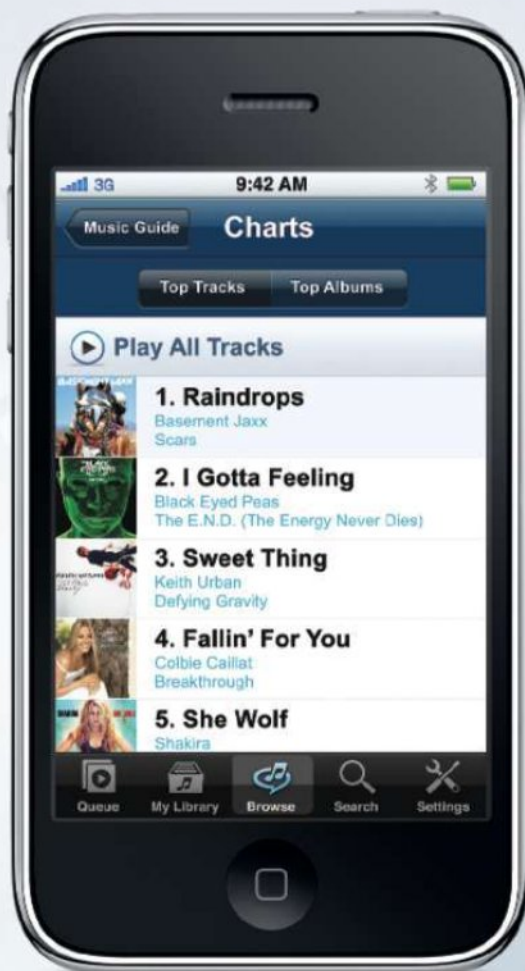 3G 9:42 AM
Music Guide Charts
Top Tracks Top Albums
Play All Tracks
1. Raindrops
Basement Jaxx
Scars
2. I Gotta Feeling
Black Eyed Peas
The E.N.D. (The Energy Never Dies)
3. Sweet Thing
Keith Urban
Defying Gravity
4. Fallin' For You
Colbie Caillat
Breakthrough
5. She Wolf
Shakira
Queue My Library Browse Search Settings